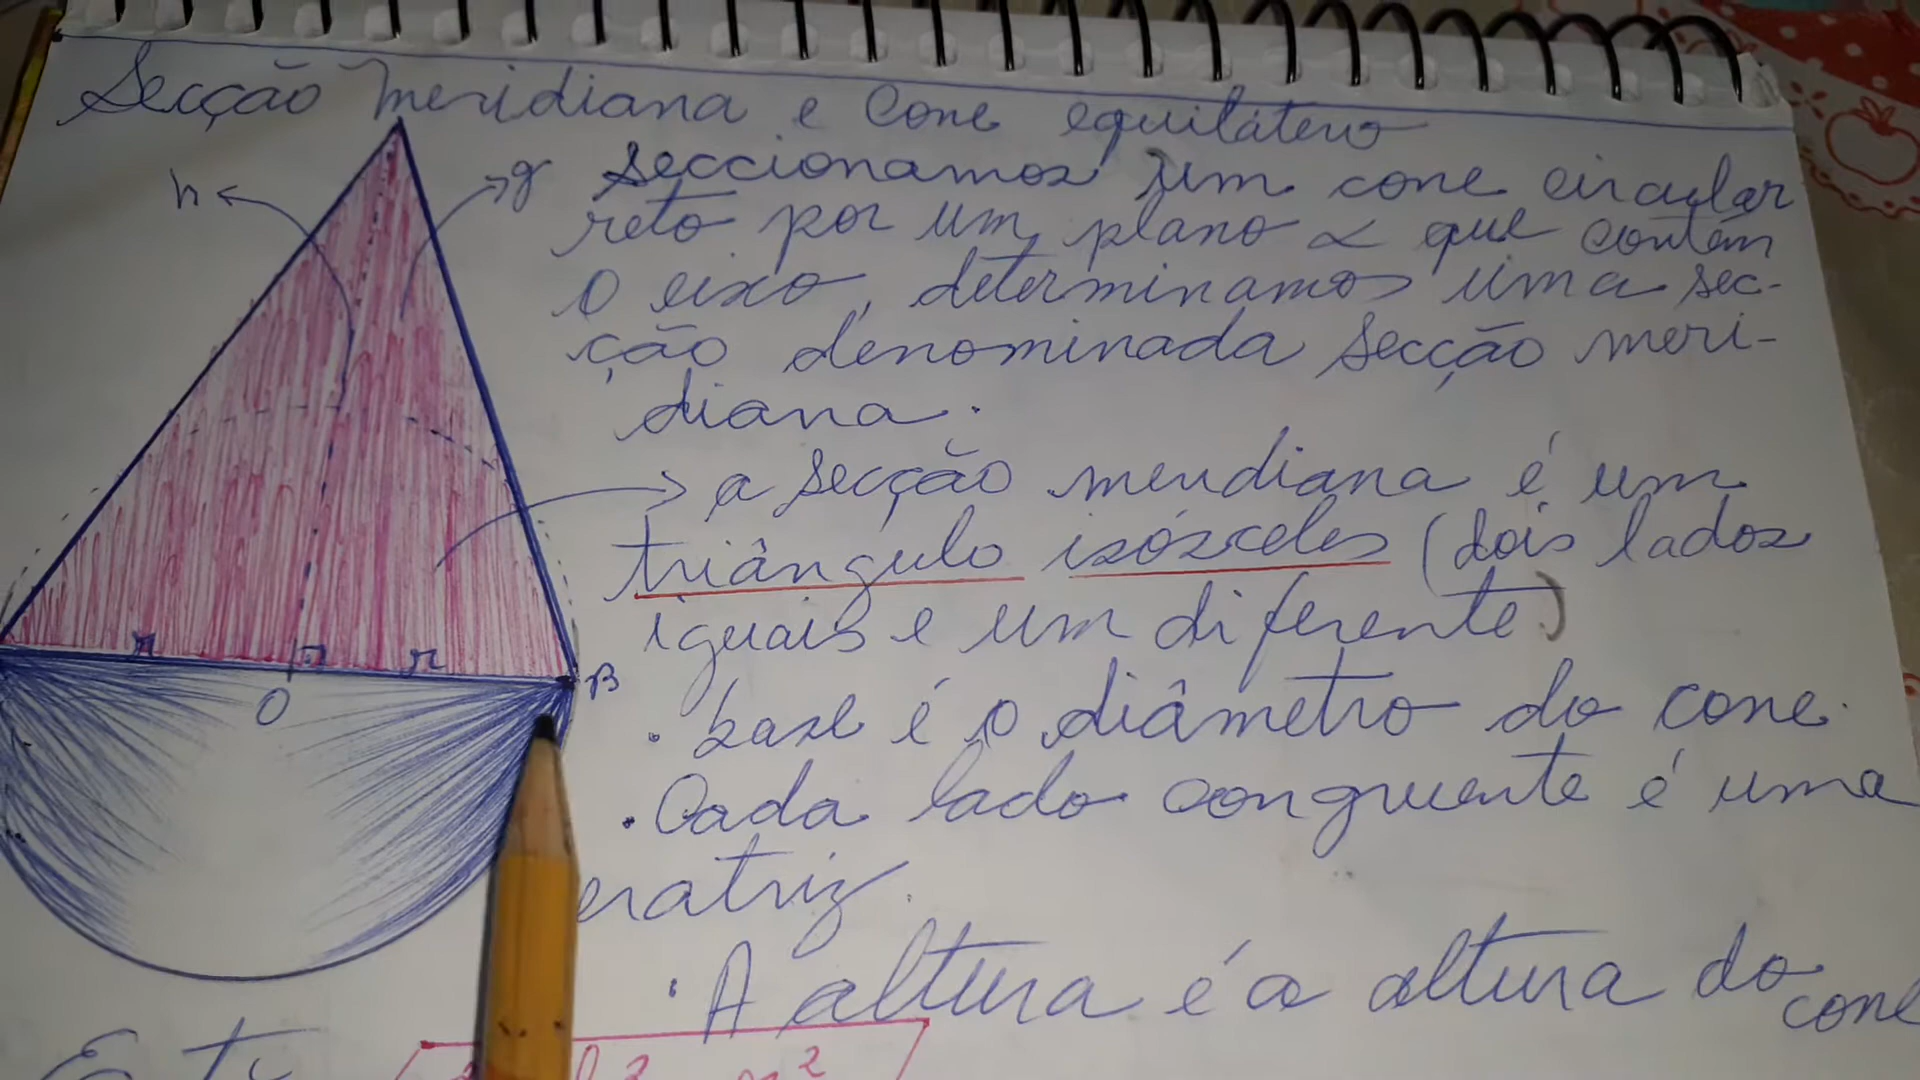 Secção meridiana e cone equilátero
h
g
Seccionamos um cone circular
reto por um plano α que contém
o eixo, determinamos uma sec-
ção denominada secção meri-
diana.
a secção meridiana é um
triângulo isósceles (dois lados
iguais e um diferente)
r
r
O
B
. base é o diâmetro do cone.
. Cada lado congruente é uma
eratriz.
. A altura é a altura do
cone